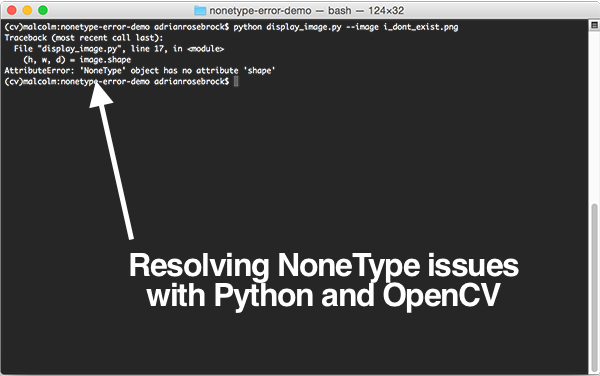 nonetype-error-demo — bash — 124×32
(cv)malcolm:nonetype-error-demo adrianrosebrock$ python display_image.py --image i_dont_exist.png
Traceback (most recent call last):
  File "display_image.py", line 17, in <module>
    (h, w, d) = image.shape
AttributeError: 'NoneType' object has no attribute 'shape'
(cv)malcolm:nonetype-error-demo adrianrosebrock$
Resolving NoneType issues
with Python and OpenCV